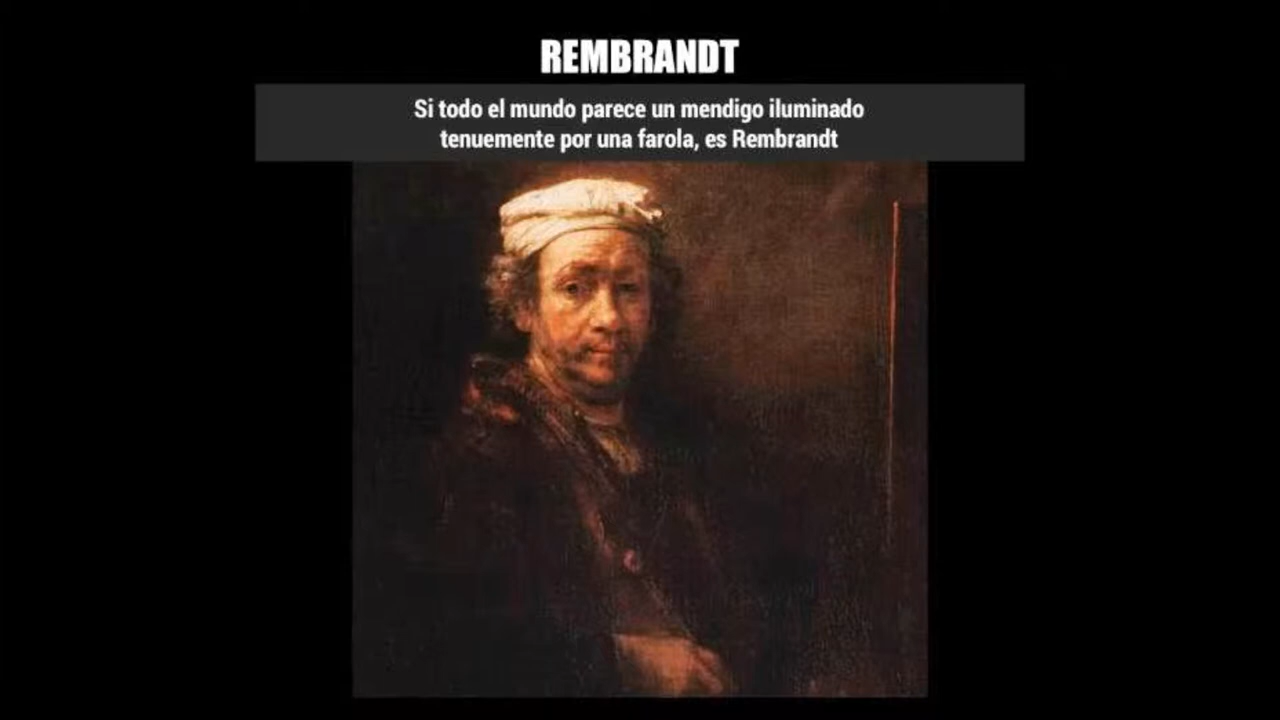 REMBRANDT
Si todo el mundo parece un mendigo iluminado
tenuemente por una farola, es Rembrandt